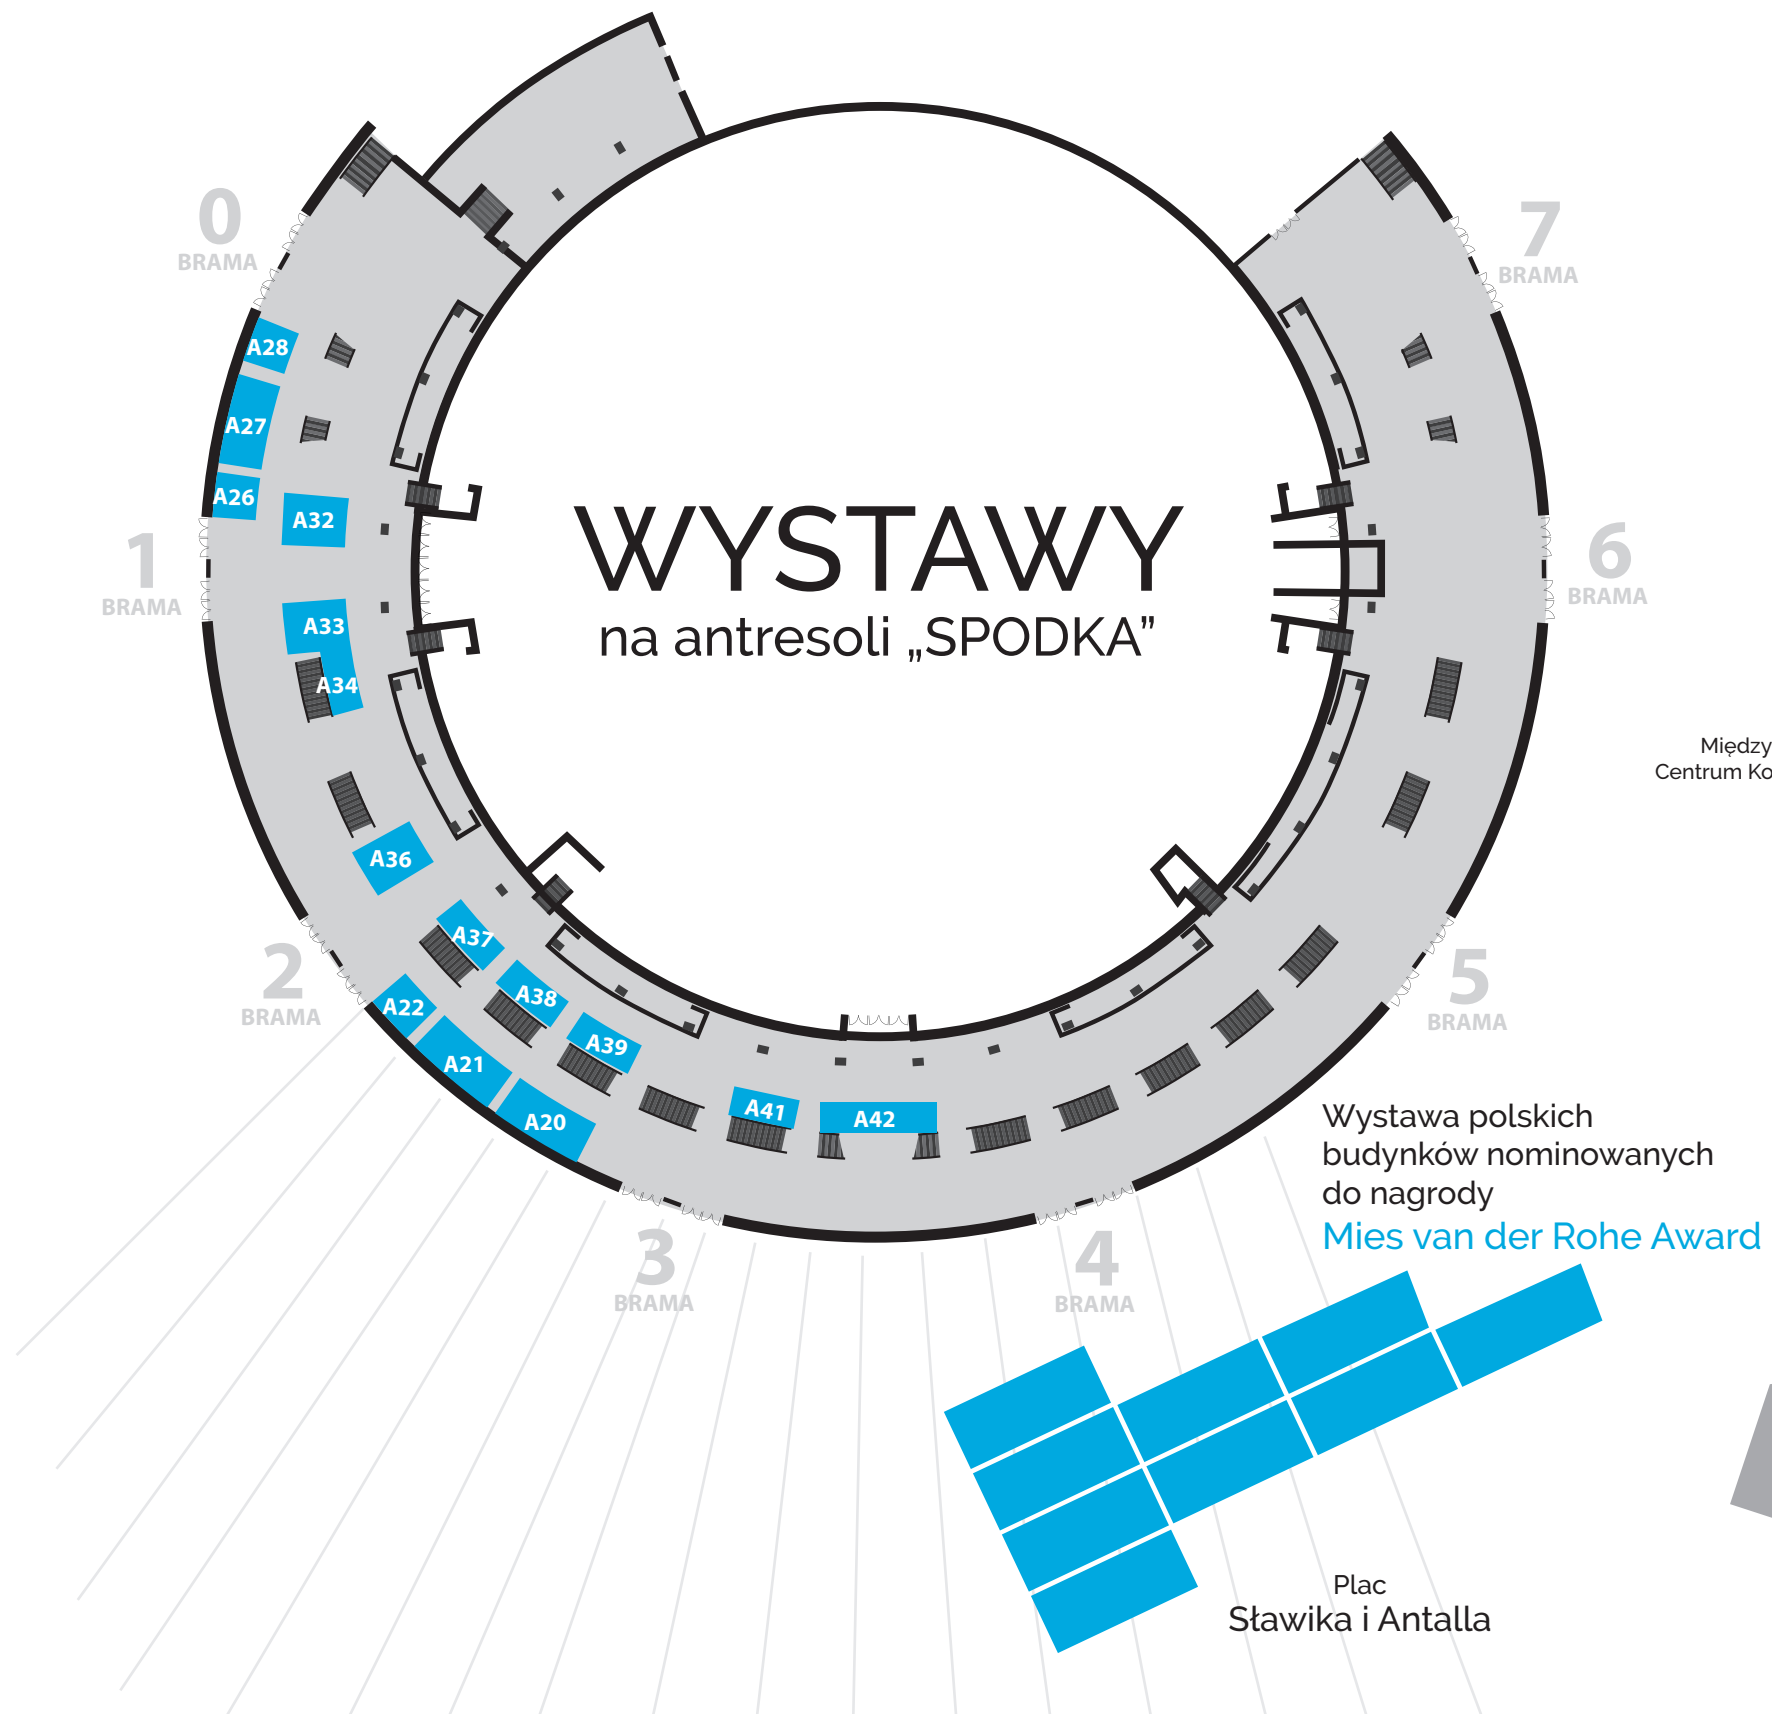 WYSTAWY
na antresoli „SPODKA”
0
BRAMA
7
BRAMA
A28
A27
A26
A32
1
BRAMA
6
BRAMA
A33
A34
Między
Centrum Ko
A36
A37
2
BRAMA
A38
A22
5
BRAMA
A39
A21
A20
A41
A42
3
BRAMA
4
BRAMA
Wystawa polskich
budynków nominowanych
do nagrody
Mies van der Rohe Award
Plac
Sławika i Antalla